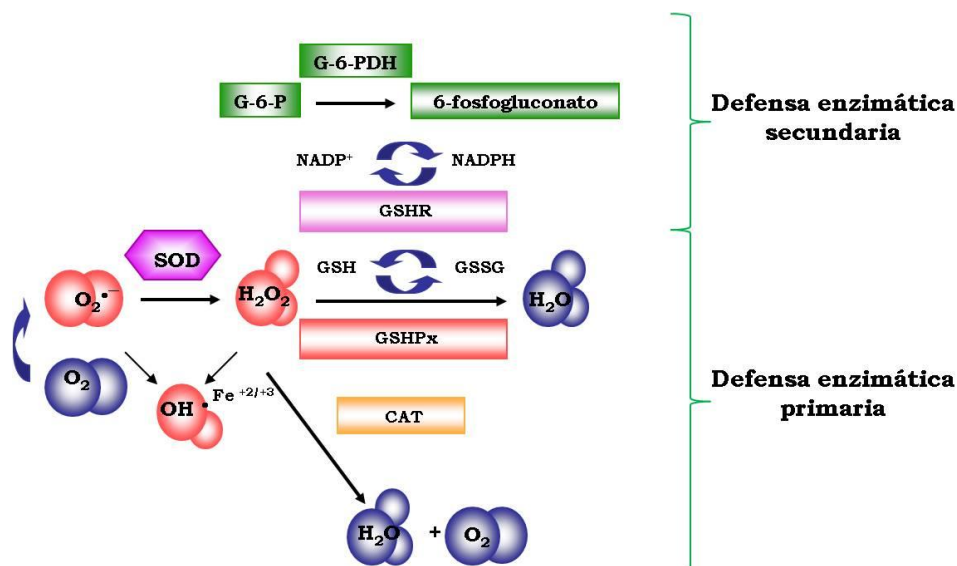 G-6-PDH
G-6-P
6-fosfogluconato
Defensa enzimática
secundaria
NADP⁺
NADPH
GSHR
SOD
GSH
GSSG
O₂•⁻
H₂O₂
H₂O
GSHPx
O₂
OH •
Fe ⁺²/⁺³
CAT
Defensa enzimática
primaria
H₂O + O₂